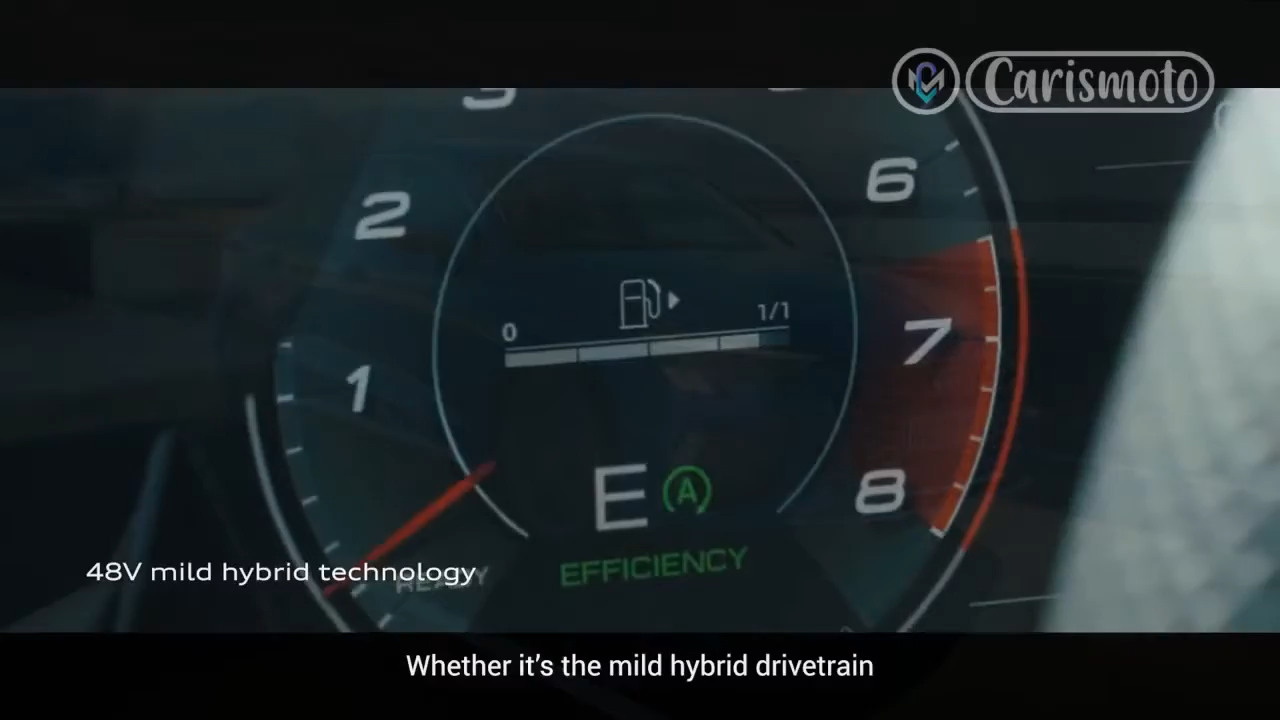 Carismoto
3
6
2
7
0
1/1
1
8
E A
EFFICIENCY
48V mild hybrid technology
READY
Whether it's the mild hybrid drivetrain